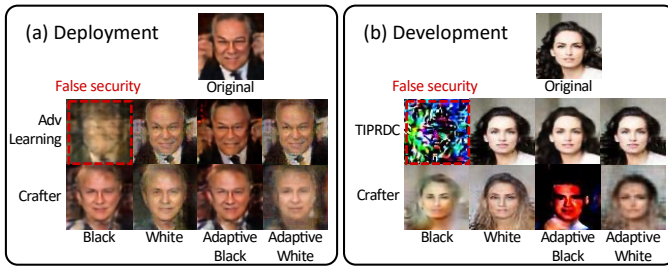 (a) Deployment
False security
Original
Adv
Learning
Crafter
Black
White
Adaptive
Black
Adaptive
White
(b) Development
False security
Original
TIPRDC
Crafter
Black
White
Adaptive
Black
Adaptive
White